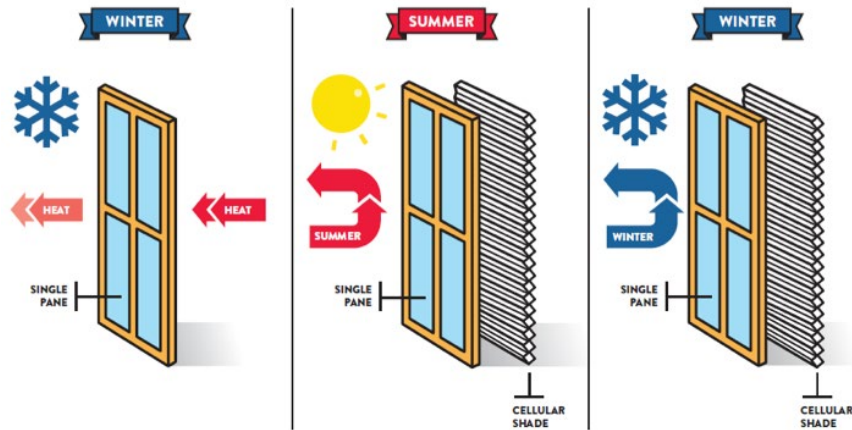 WINTER
HEAT
HEAT
SINGLE
PANE
SUMMER
SUMMER
SINGLE
PANE
CELLULAR
SHADE
WINTER
WINTER
SINGLE
PANE
CELLULAR
SHADE